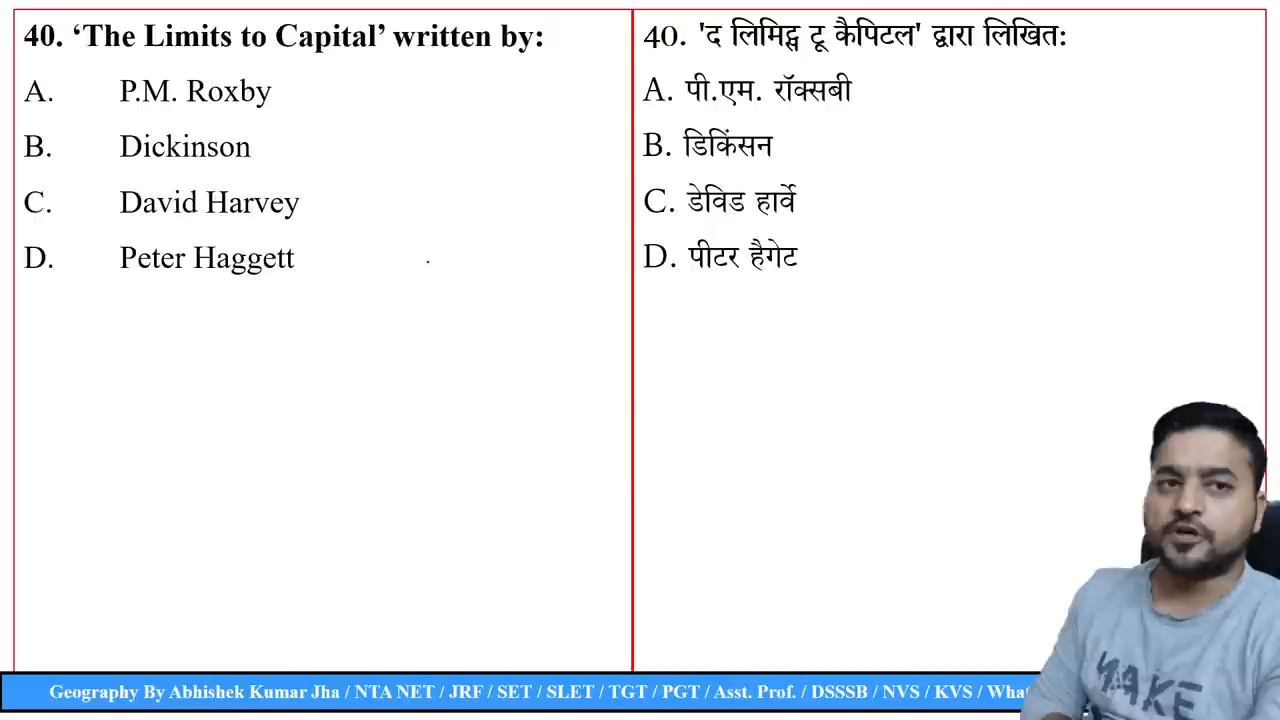 40. ‘The Limits to Capital’ written by:
A. P.M. Roxby
B. Dickinson
C. David Harvey
D. Peter Haggett
40. 'द लिमिट्स टू कैपिटल' द्वारा लिखित:
A. पी.एम. रॉक्सबी
B. डिकिंसन
C. डेविड हार्वे
D. पीटर हैगेट
Geography By Abhishek Kumar Jha / NTA NET / JRF / SET / SLET / TGT / PGT / Asst. Prof. / DSSSB / NVS / KVS /
MAKE